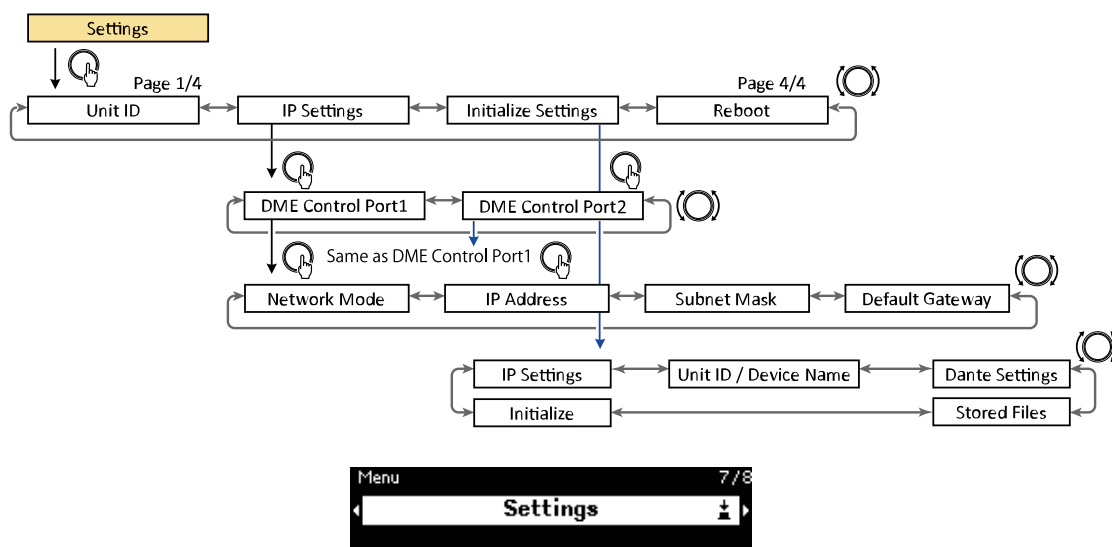 Settings
Page 1/4
Page 4/4
Unit ID
IP Settings
Initialize Settings
Reboot
DME Control Port1
DME Control Port2
Same as DME Control Port1
Network Mode
IP Address
Subnet Mask
Default Gateway
IP Settings
Unit ID / Device Name
Dante Settings
Initialize
Stored Files
Menu
7/8
Settings